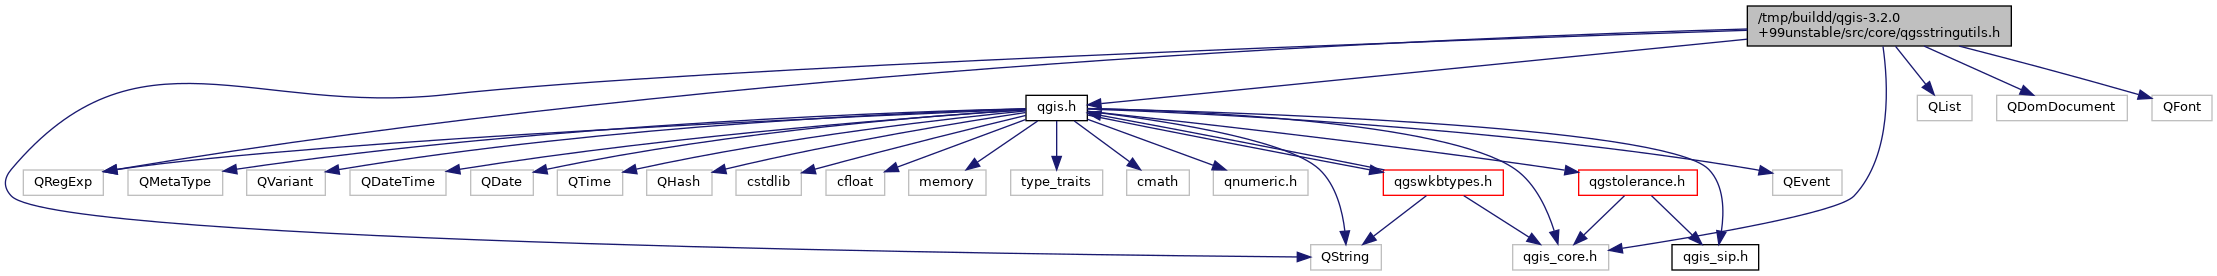 /tmp/buildd/qgis-3.2.0
+99unstable/src/core/qgsstringutils.h
qgis.h
QList
QDomDocument
QFont
QRegExp
QMetaType
QVariant
QDateTime
QDate
QTime
QHash
cstdlib
cfloat
memory
type_traits
cmath
qnumeric.h
qgswkbtypes.h
qgstolerance.h
QEvent
QString
qgis_core.h
qgis_sip.h